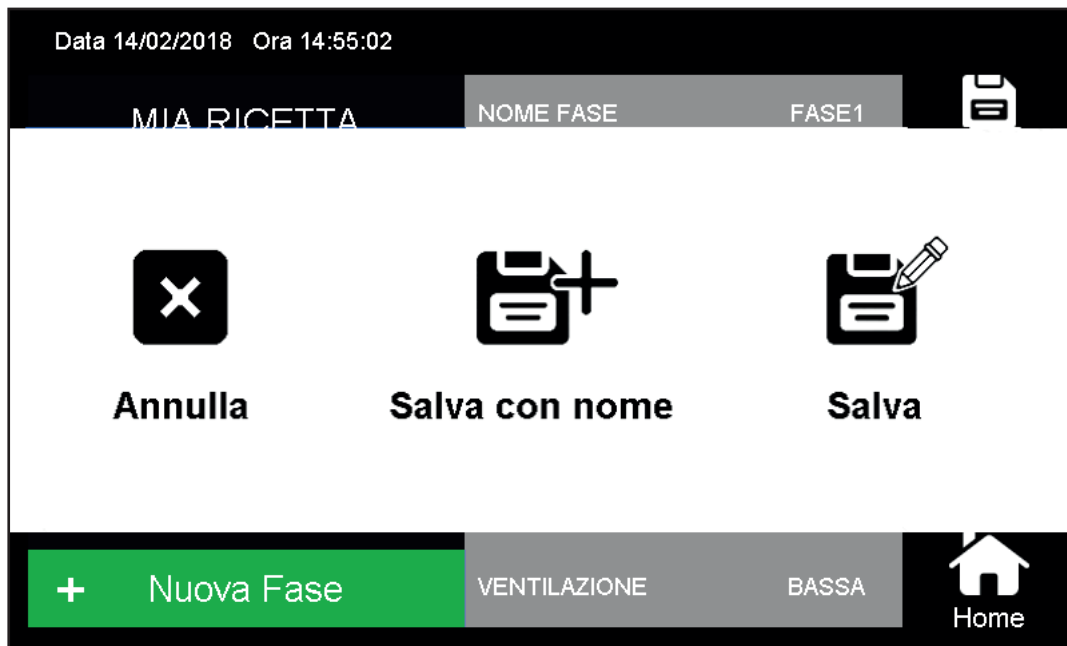 Data 14/02/2018 Ora 14:55:02
MIA RICETTA NOME FASE FASE1
Annulla Salva con nome Salva
+ Nuova Fase VENTILAZIONE BASSA
Home